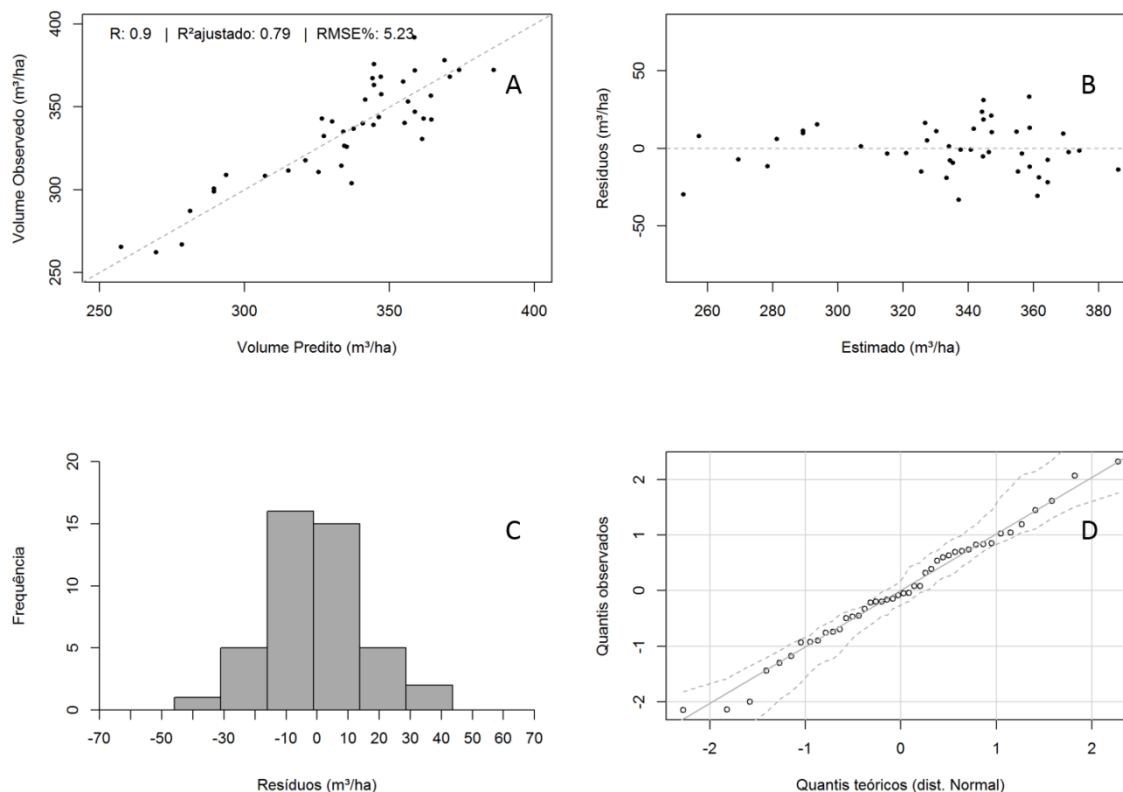 R: 0.9 | R²ajustado: 0.79 | RMSE%: 5.23
A
Volume Observedo (m³/ha)
250 300 350 400
250 300 350 400
Volume Predito (m³/ha)
B
Resíduos (m³/ha)
-50 0 50
260 280 300 320 340 360 380
Estimado (m³/ha)
C
Frequência
0 5 10 15 20
-70 -50 -30 -10 0 10 20 30 40 50 60 70
Resíduos (m³/ha)
D
Quantis observados
-2 -1 0 1 2
-2 -1 0 1 2
Quantis teóricos (dist. Normal)